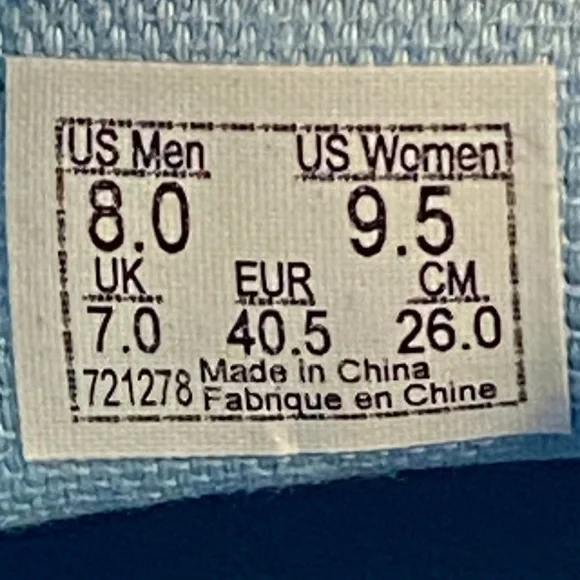 US Men US Women
8.0 9.5
UK EUR CM
7.0 40.5 26.0
721278 Made in China
Fabrique en Chine